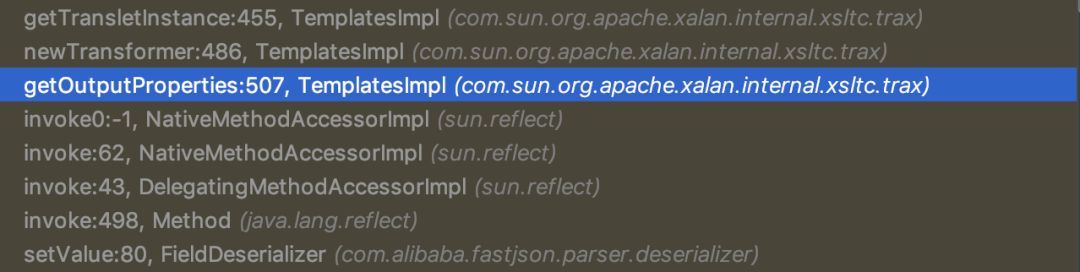 getTransletInstance:455, TemplatesImpl (com.sun.org.apache.xalan.internal.xsltc.trax)
newTransformer:486, TemplatesImpl (com.sun.org.apache.xalan.internal.xsltc.trax)
getOutputProperties:507, TemplatesImpl (com.sun.org.apache.xalan.internal.xsltc.trax)
invoke0:-1, NativeMethodAccessorImpl (sun.reflect)
invoke:62, NativeMethodAccessorImpl (sun.reflect)
invoke:43, DelegatingMethodAccessorImpl (sun.reflect)
invoke:498, Method (java.lang.reflect)
setValue:80, FieldDeserializer (com.alibaba.fastjson.parser.deserializer)